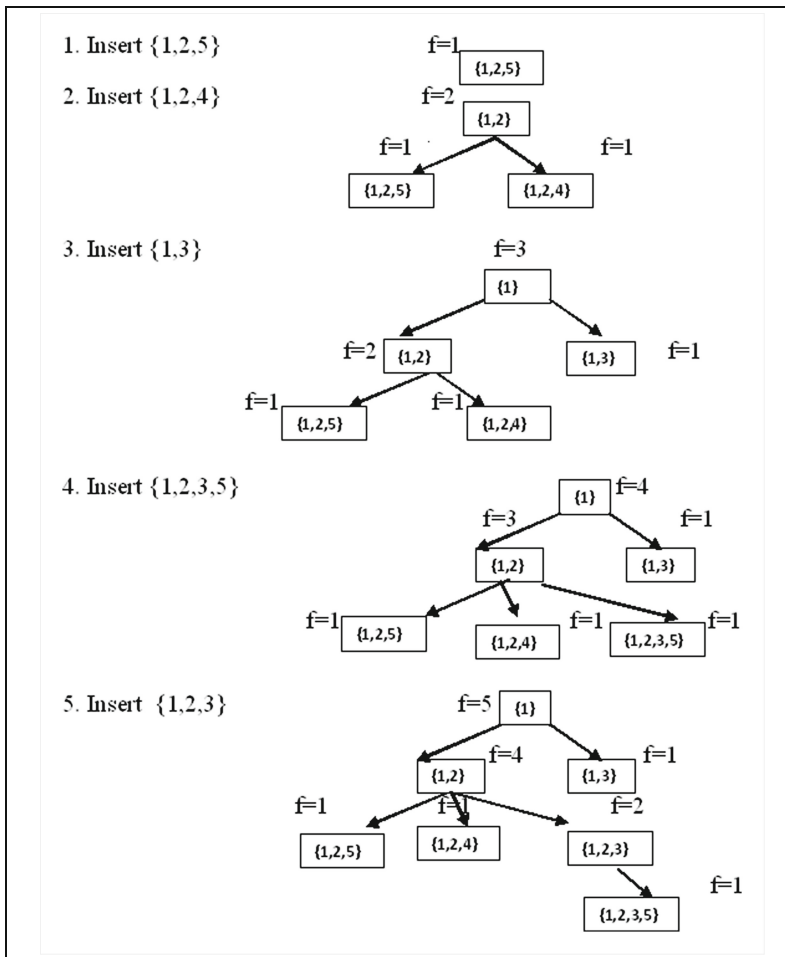 1. Insert {1,2,5}
f=1
{1,2,5}
2. Insert {1,2,4}
f=2
{1,2}
f=1
f=1
{1,2,5}
{1,2,4}
3. Insert {1,3}
f=3
{1}
f=2
{1,2}
{1,3}
f=1
f=1
{1,2,5}
f=1
{1,2,4}
4. Insert {1,2,3,5}
{1}
f=4
f=3
f=1
{1,2}
{1,3}
f=1
{1,2,5}
{1,2,4}
f=1
{1,2,3,5}
f=1
5. Insert {1,2,3}
f=5
{1}
f=4
f=1
{1,2}
{1,3}
f=1
f=1
f=2
{1,2,5}
{1,2,4}
{1,2,3}
f=1
{1,2,3,5}